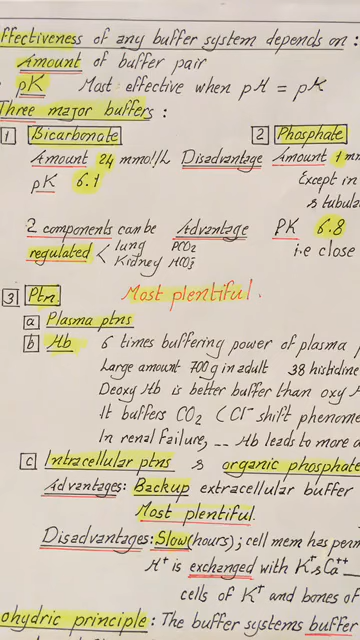 Effectiveness of any buffer system depends on :
Amount of buffer pair
pK Most effective when pH = pK
Three major buffers :
1 Bicarbonate 2 Phosphate
Amount 24 mmol/L Disadvantage Amount 1 mm
pK 6.1 Except in
& tubula
2 components can be Advantage PK 6.8
regulated < lung PCO2 i.e close
Kidney HCO3
3 Ptn. Most plentiful.
a Plasma ptns
b Hb 6 times buffering power of plasma
Large amount 700 g in adult 38 histidine
Deoxy Hb is better buffer than oxy H
It buffers CO2 (Cl- shift phenome
In renal failure, __ Hb leads to more a
c Intracellular ptns & organic phosphate
Advantages: Backup extracellular buffer
Most plentiful.
Disadvantages: Slow (hours); cell mem has perm
H+ is exchanged with K+ & Ca++
cells of K+ and bones of
ohydric principle : The buffer systems buffer